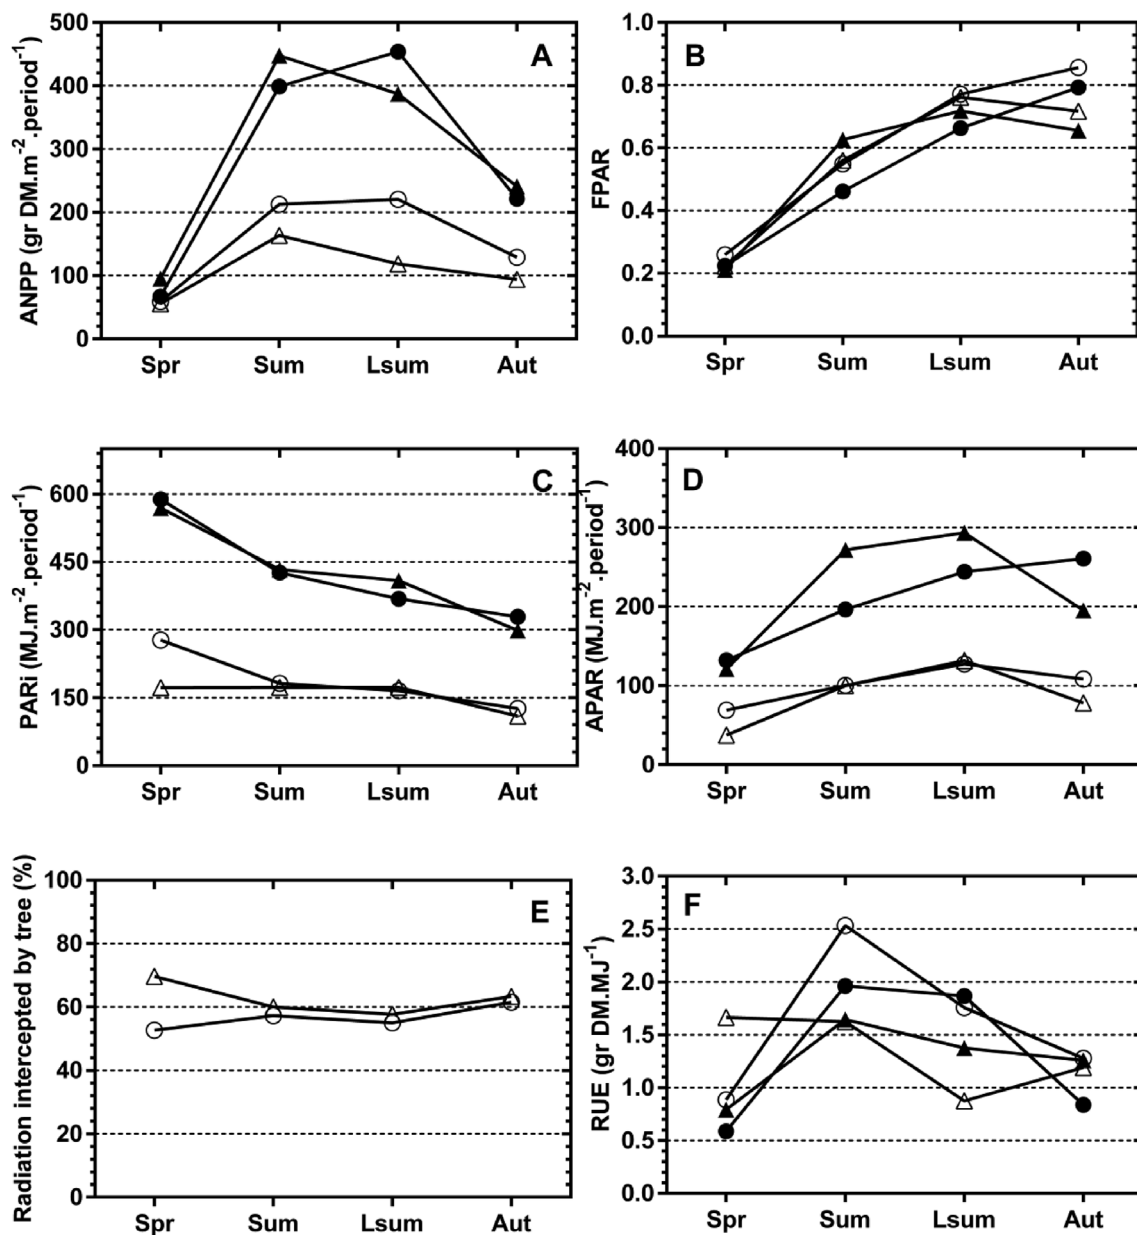 A
ANPP (gr DM.m-2.period-1)
500
400
300
200
100
0
Spr Sum Lsum Aut
B
FPAR
1.0
0.8
0.6
0.4
0.2
0.0
Spr Sum Lsum Aut
C
PARi (MJ.m-2.period-1)
600
450
300
150
0
Spr Sum Lsum Aut
D
APAR (MJ.m-2.period-1)
400
300
200
100
0
Spr Sum Lsum Aut
E
Radiation intercepted by tree (%)
100
80
60
40
20
0
Spr Sum Lsum Aut
F
RUE (gr DM.MJ-1)
3.0
2.5
2.0
1.5
1.0
0.5
0.0
Spr Sum Lsum Aut